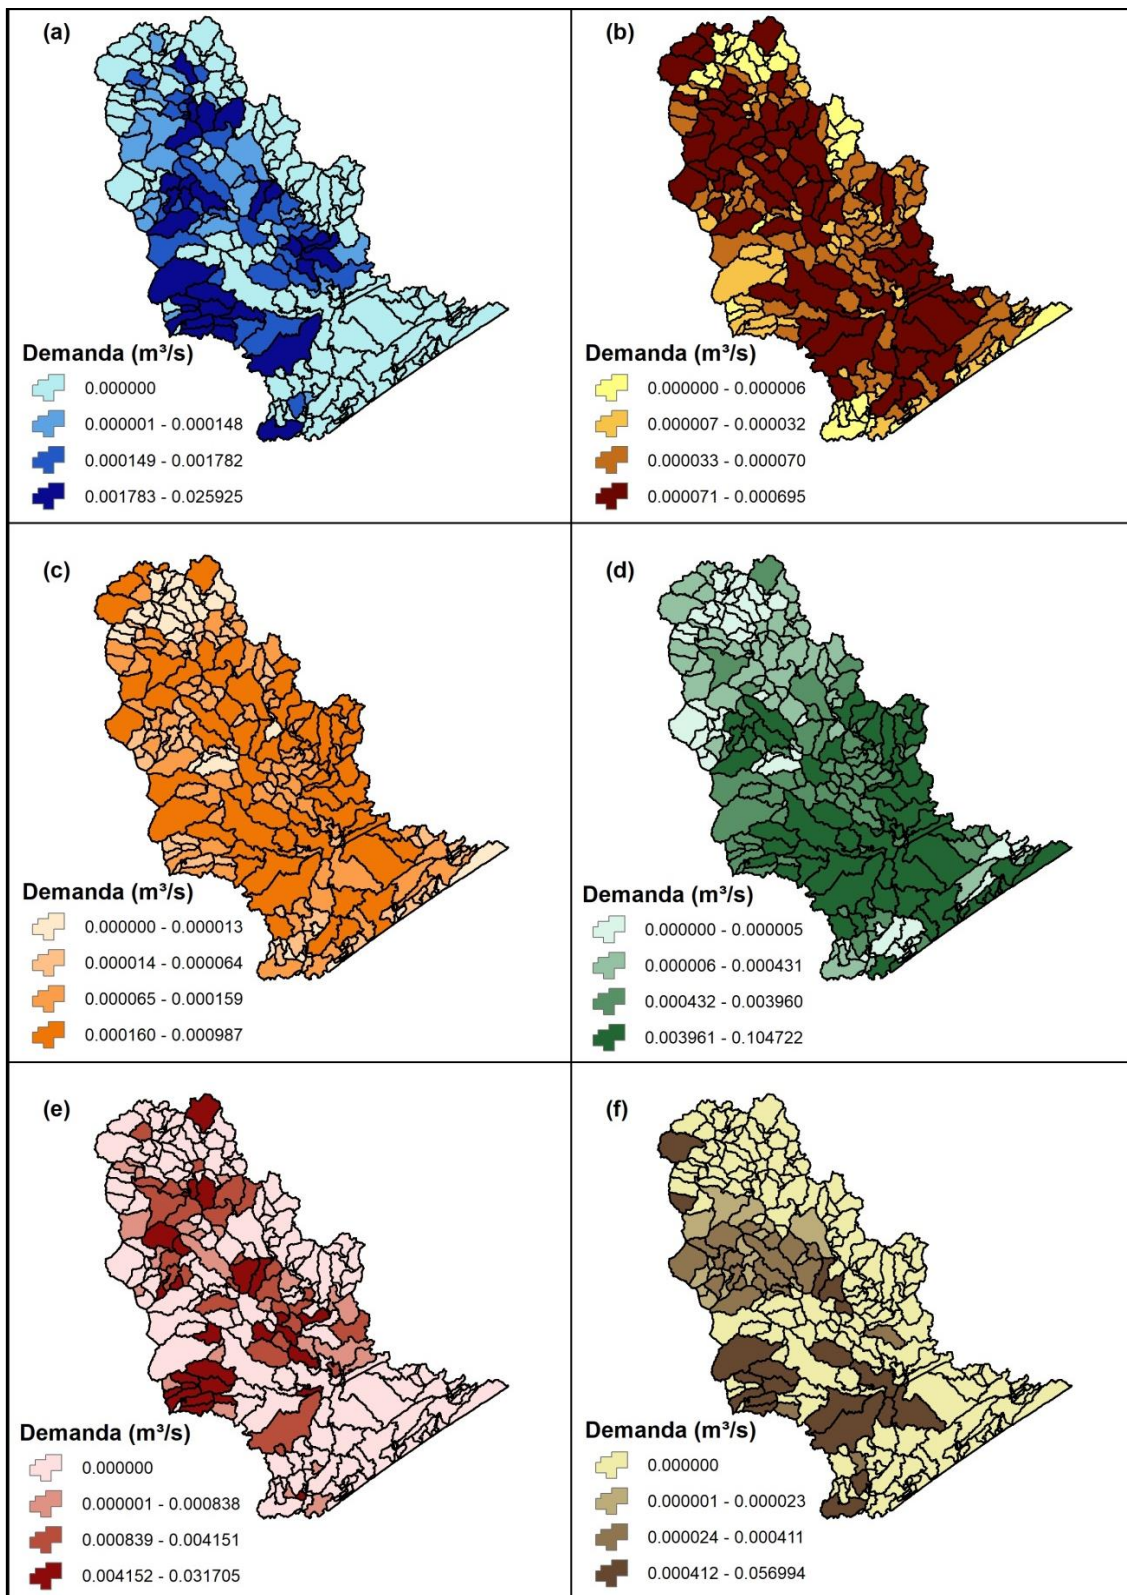 (a)
Demanda (m³/s)
0.000000
0.000001 - 0.000148
0.000149 - 0.001782
0.001783 - 0.025925
(b)
Demanda (m³/s)
0.000000 - 0.000006
0.000007 - 0.000032
0.000033 - 0.000070
0.000071 - 0.000695
(c)
Demanda (m³/s)
0.000000 - 0.000013
0.000014 - 0.000064
0.000065 - 0.000159
0.000160 - 0.000987
(d)
Demanda (m³/s)
0.000000 - 0.000005
0.000006 - 0.000431
0.000432 - 0.003960
0.003961 - 0.104722
(e)
Demanda (m³/s)
0.000000
0.000001 - 0.000838
0.000839 - 0.004151
0.004152 - 0.031705
(f)
Demanda (m³/s)
0.000000
0.000001 - 0.000023
0.000024 - 0.000411
0.000412 - 0.056994